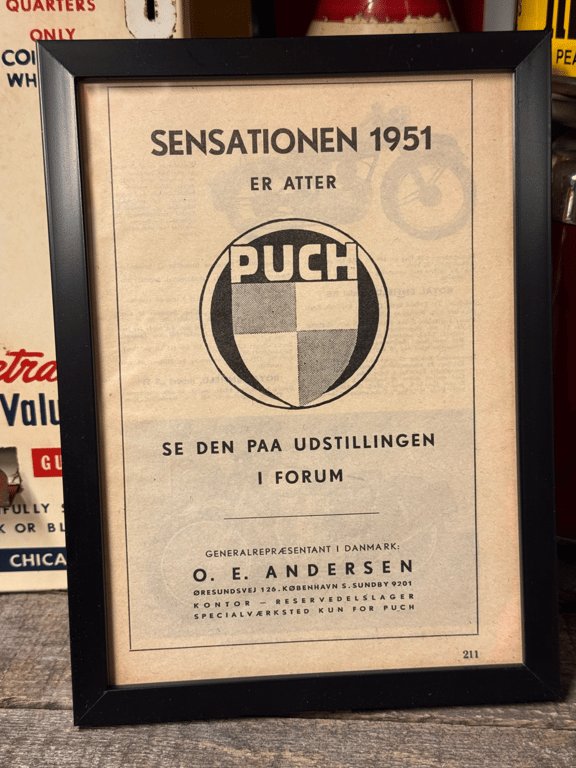 QUARTERS
ONLY
SENSATIONEN 1951
ER ATTER
PUCH
SE DEN PAA UDSTILLINGEN
I FORUM
GENERALREPRÆSENTANT I DANMARK:
O. E. ANDERSEN
ØRESUNDSVEJ 126, KØBENHAVN S. SUNDBY 9201
KONTOR – RESERVEDELSLAGER
SPECIALVÆRKSTED KUN FOR PUCH
211